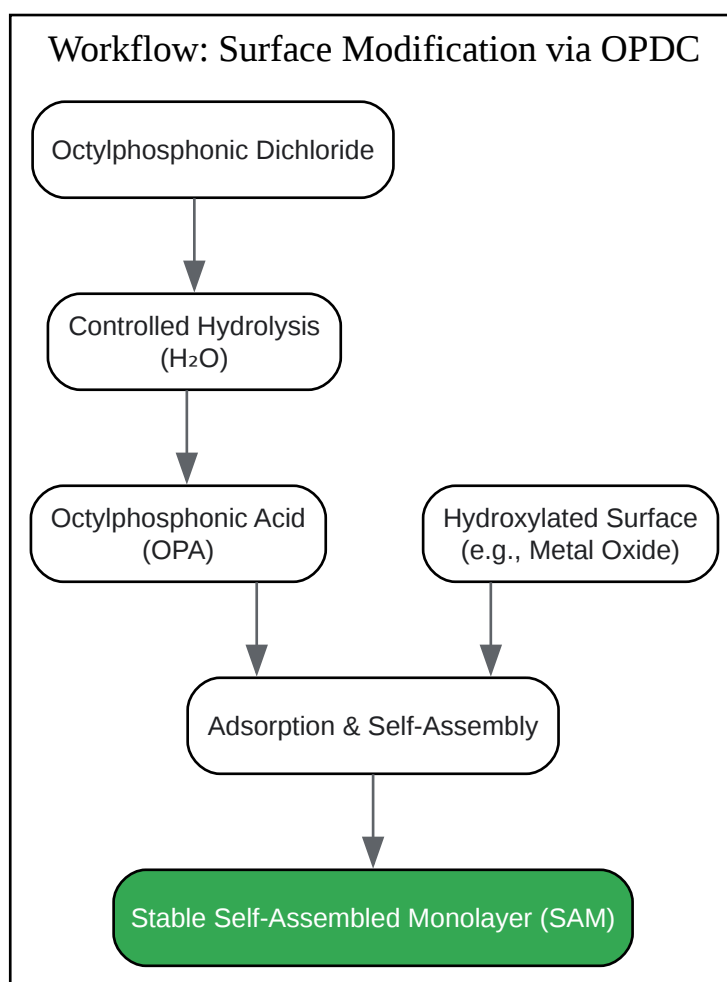 Workflow: Surface Modification via OPDC
Octylphosphonic Dichloride
Controlled Hydrolysis
(H₂O)
Octylphosphonic Acid
(OPA)
Hydroxylated Surface
(e.g., Metal Oxide)
Adsorption & Self-Assembly
Stable Self-Assembled Monolayer (SAM)